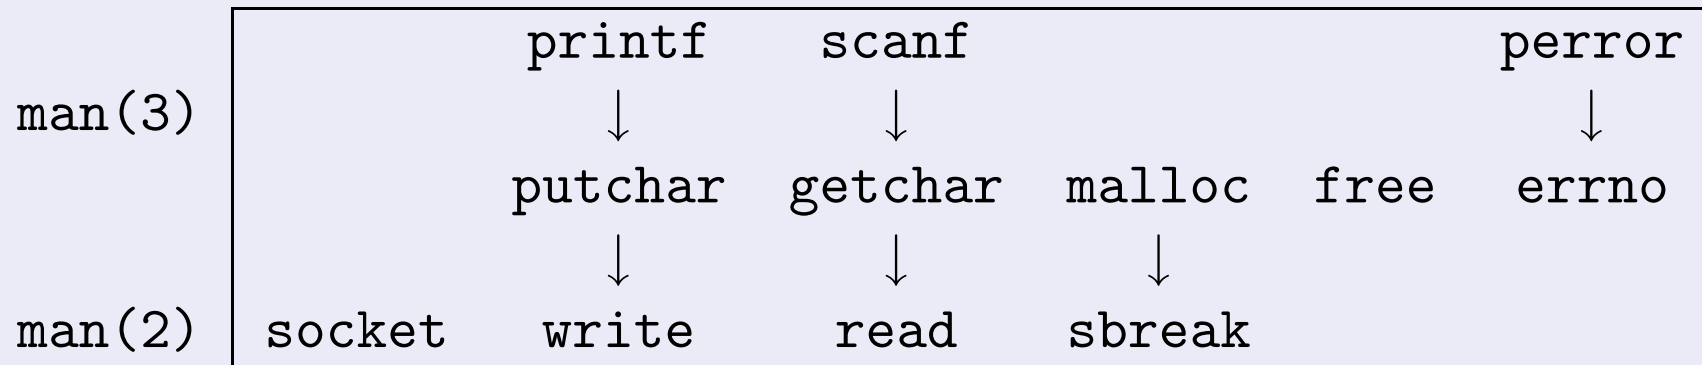 printf scanf perror
man(3) ↓ ↓ ↓
putchar getchar malloc free errno
↓ ↓ ↓
man(2) socket write read sbreak